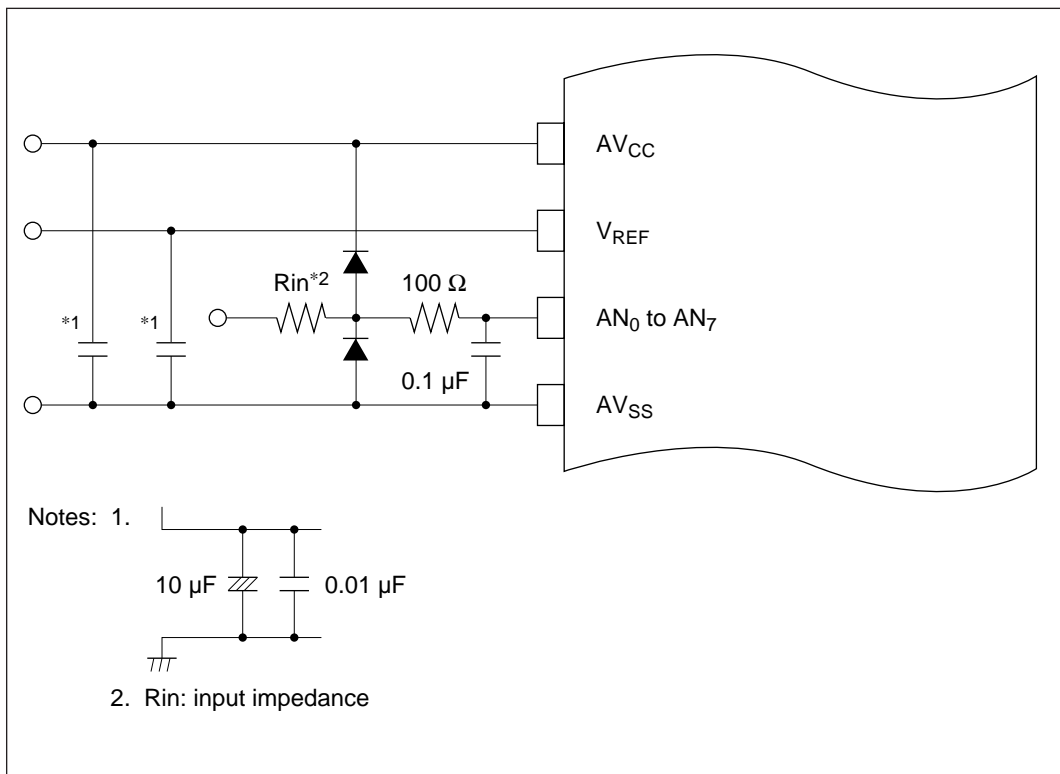 AVCC
VREF
Rin*2
100 Ω
*1
*1
AN0 to AN7
0.1 µF
AVSS
Notes: 1.
10 µF
0.01 µF
2. Rin: input impedance